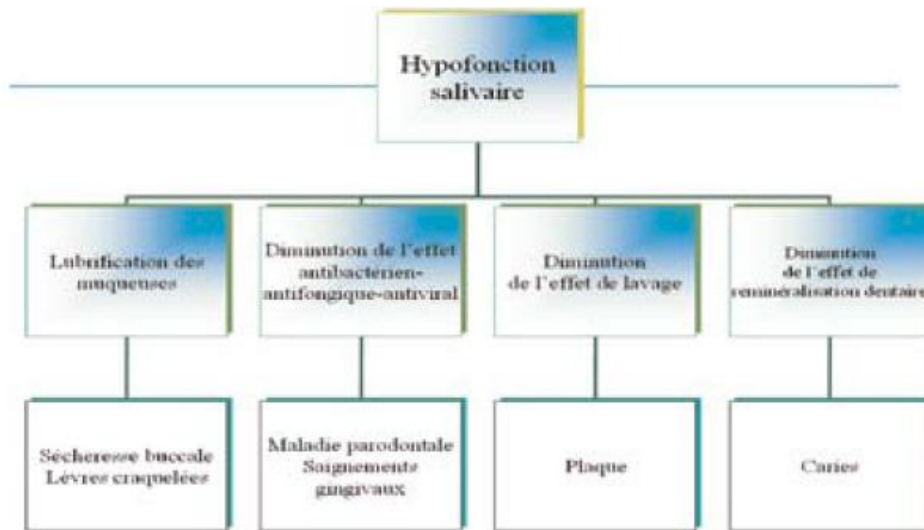 Hypofonction
salivaire
Lubrification des
muqueuses
Diminution de l'effet
antibactérien-
antifongique-antiviral
Diminution
de l'effet de lavage
Diminution
de l'effet de
reminéralisation dentaire
Sécheresse buccale
Lèvres craquelées
Maladie parodontale
Saignements
gingivaux
Plaque
Caries